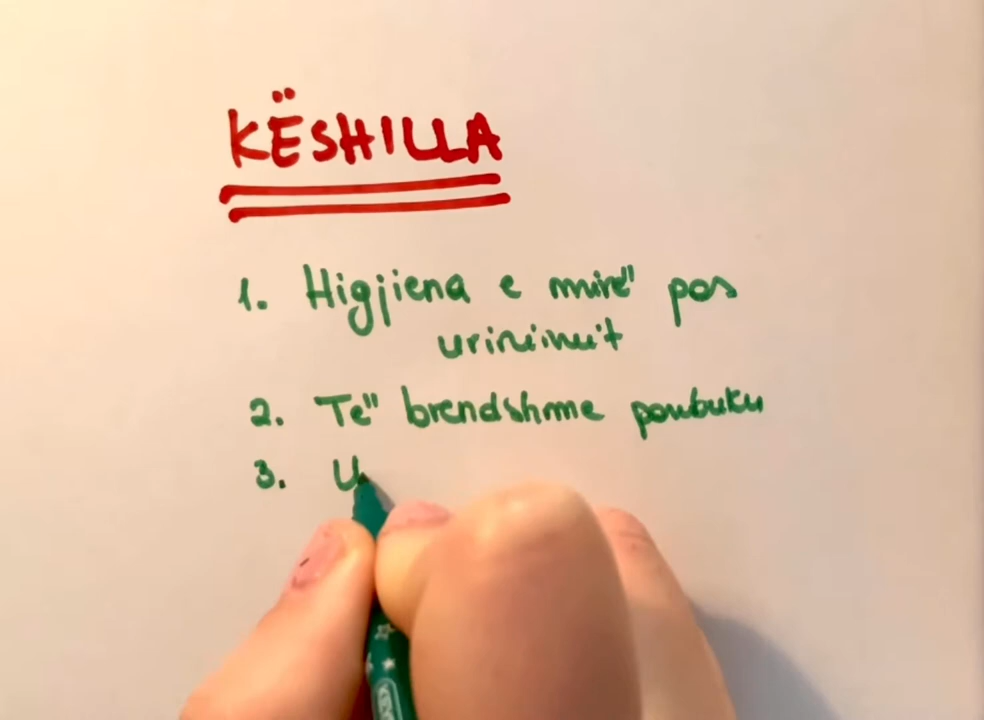 KËSHILLA
1. Higjiena e mirë pas
urinimit
2. Të brendshme pambuku
3. U